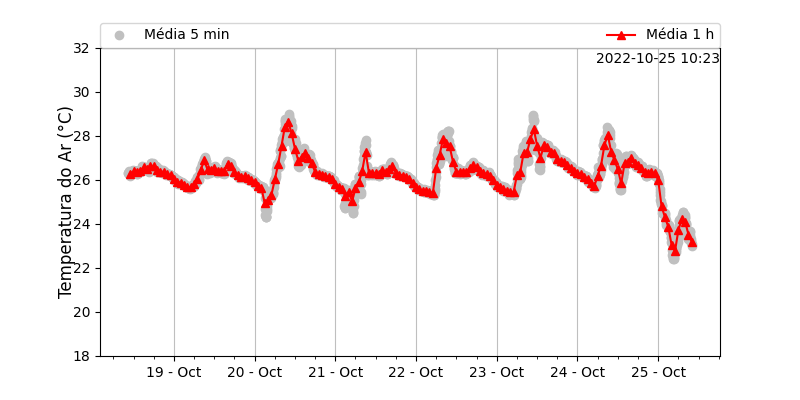 Média 5 min
Média 1 h
2022-10-25 10:23
Temperatura do Ar (°C)
32
30
28
26
24
22
20
18
19 - Oct
20 - Oct
21 - Oct
22 - Oct
23 - Oct
24 - Oct
25 - Oct